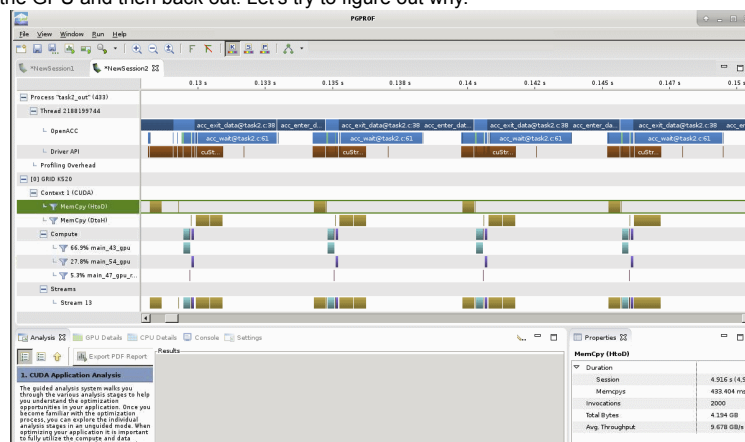 the GPU and then back out. Let's try to figure out why.
PGPROF
File View Window Run Help
*NewSession1 *NewSession2
0.13 s 0.133 s 0.135 s 0.138 s 0.14 s 0.142 s 0.145 s 0.147 s 0.15 s
Process "task2_out" (433)
Thread 2188199744
OpenACC
acc_exit_data@task2.c:38 acc_enter_d... acc_exit_data@task2.c:38 acc_enter_dat... acc_exit_data@task2.c:38 acc_enter_da... acc_exit_data@task2.c:38 acc_en
acc_wait@task2.c:61 acc_wait@task2.c:61 acc_wait@task2.c:61 acc_wait@task2.c:61
Driver API
cuStr... cuStr... cuStr... cuStr...
Profiling Overhead
[0] GRID K520
Context 1 (CUDA)
MemCpy (HtoD)
MemCpy (DtoH)
Compute
66.9% main_43_gpu
27.8% main_54_gpu
5.3% main_47_gpu_r...
Streams
Stream 13
Analysis GPU Details CPU Details Console Settings
Export PDF Report
Results
1. CUDA Application Analysis
The guided analysis system walks you
through the various analysis stages to help
you understand the optimization
opportunities in your application. Once you
become familiar with the optimization
process, you can explore the individual
analysis stages in an unguided mode. When
optimizing your application it is important
to fully utilize the compute and data
Properties
MemCpy (HtoD)
Duration
Session 4.916 s (4,9
Memcpys 433.404 ms
Invocations 2000
Total Bytes 4.194 GB
Avg. Throughput 9.678 GB/s